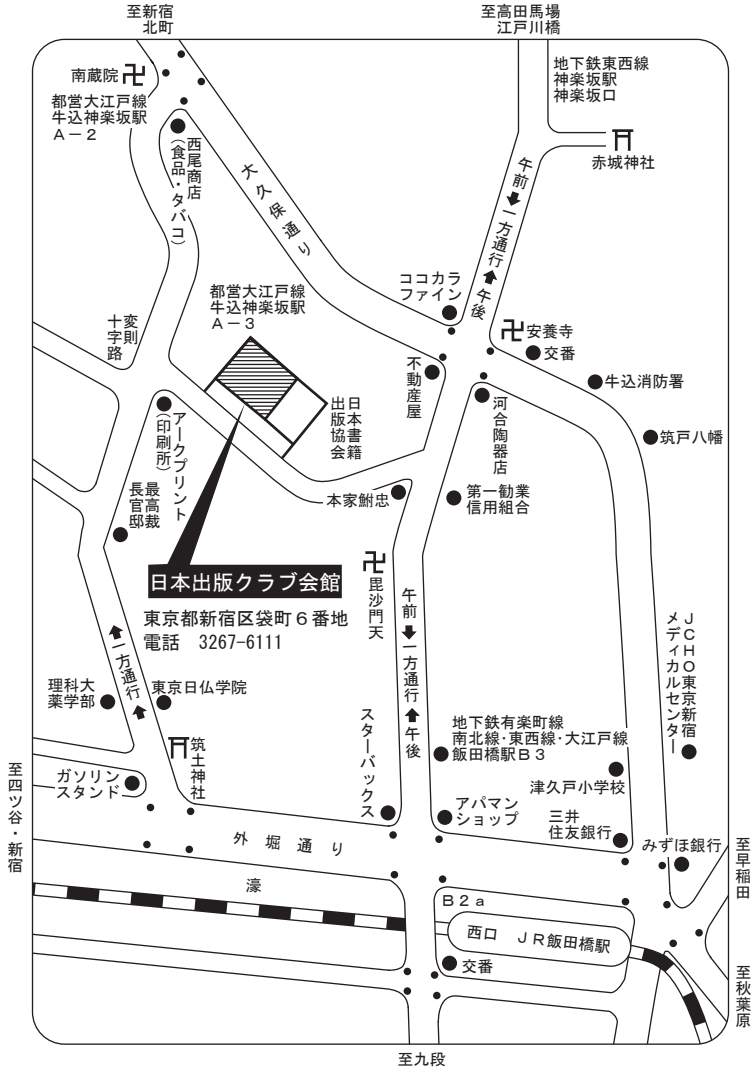 至新宿
北町
至高田馬場
江戸川橋
南蔵院
都営大江戸線
牛込神楽坂駅
A－2
地下鉄東西線
神楽坂駅
神楽坂口
赤城神社
西尾商店
(食品・タバコ)
大久保通り
午前
一方通行
午後
都営大江戸線
牛込神楽坂駅
A－3
ココカラ
ファイン
安養寺
交番
変則
十字路
不動産屋
牛込消防署
日本書籍
出版協会
河合陶器店
筑戸八幡
アークプリント
(印刷所)
最高裁
長官邸
本家鮒忠
第一勧業
信用組合
日本出版クラブ会館
東京都新宿区袋町6番地
電話 3267-6111
毘沙門天
午前
一方通行
午後
一方通行
JCHO東京新宿
メディカルセンター
理科大
薬学部
東京日仏学院
筑土神社
スターバックス
地下鉄有楽町線
南北線・東西線・大江戸線
飯田橋駅B3
津久戸小学校
ガソリン
スタンド
アパマン
ショップ
三井
住友銀行
みずほ銀行
至四ツ谷・新宿
外堀通り
至早稲田
濠
B2a
西口 JR飯田橋駅
交番
至秋葉原
至九段